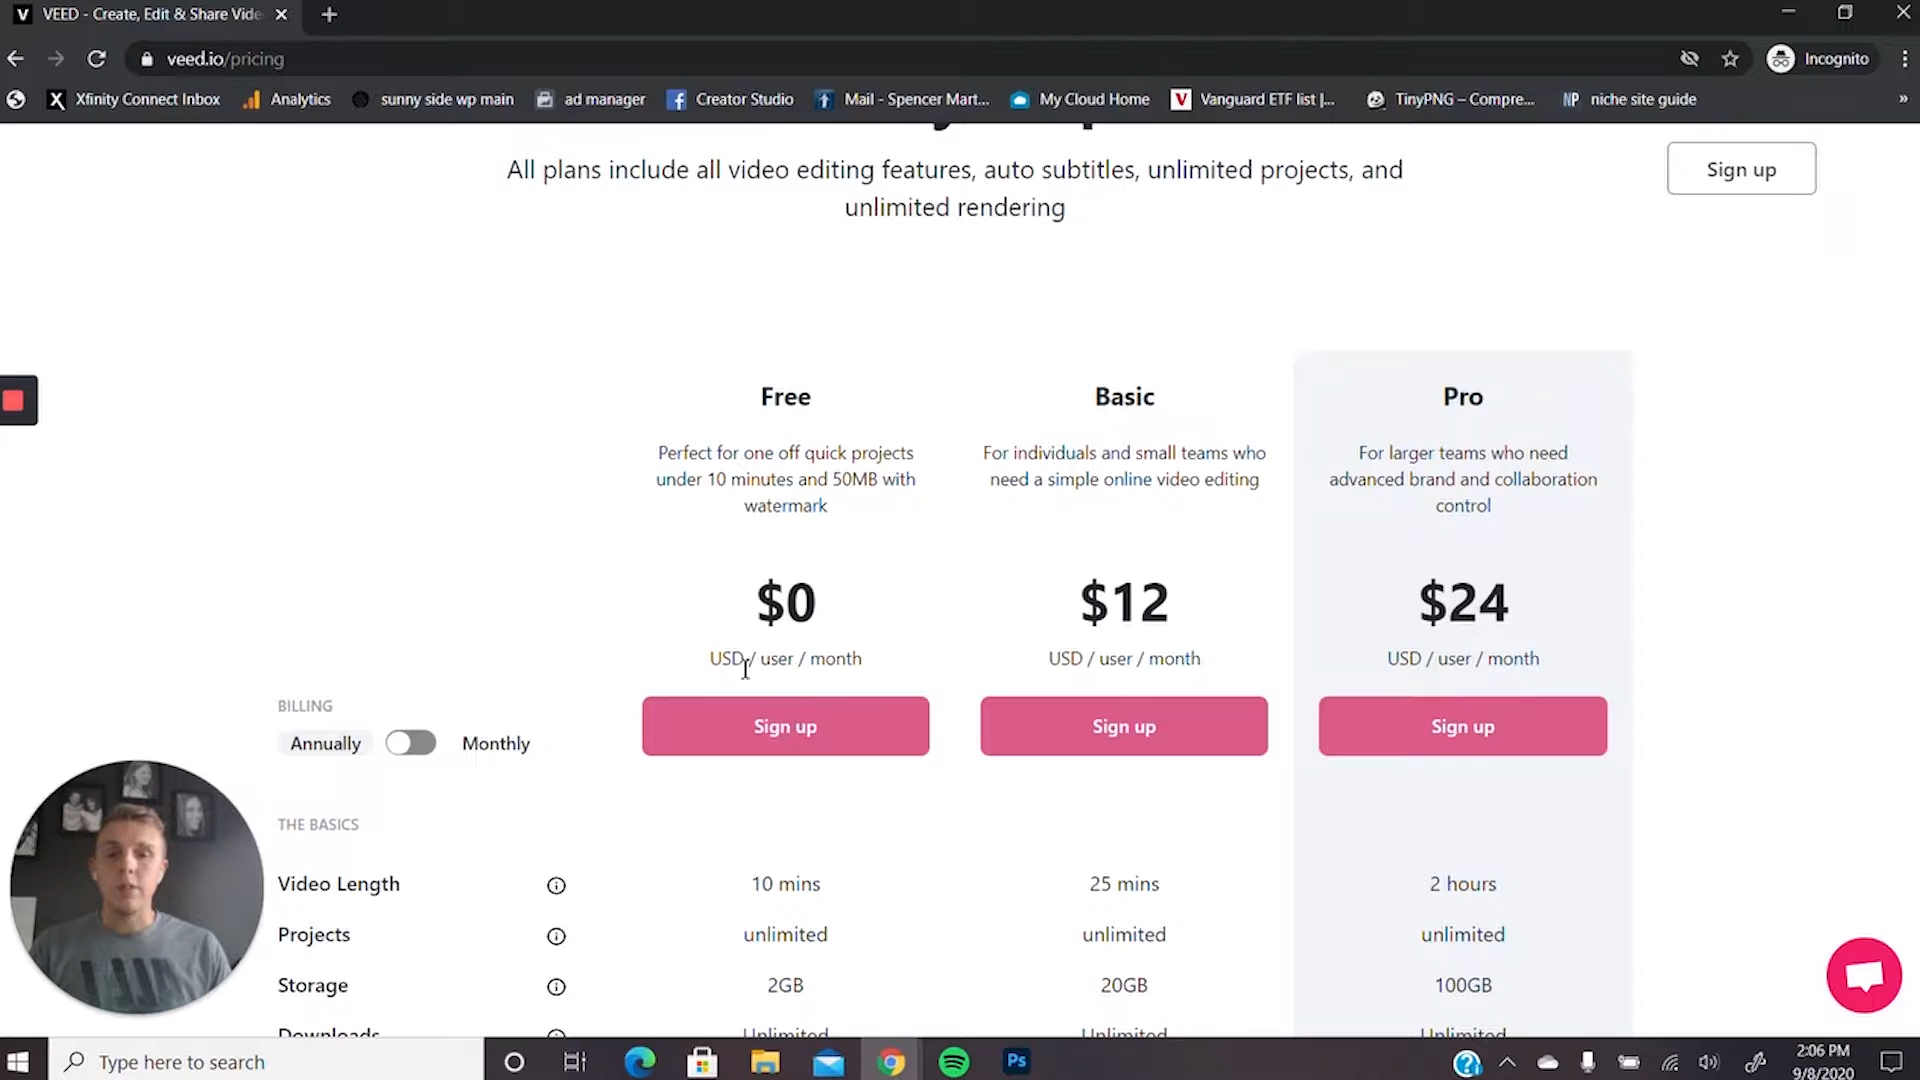 VEED - Create, Edit & Share Vide
veed.io/pricing
Incognito
Xfinity Connect Inbox
Analytics
sunny side wp main
ad manager
Creator Studio
Mail - Spencer Mart...
My Cloud Home
Vanguard ETF list |...
TinyPNG – Compre...
NP niche site guide
»
All plans include all video editing features, auto subtitles, unlimited projects, and
unlimited rendering
Sign up
Free Basic Pro
Perfect for one off quick projects
under 10 minutes and 50MB with
watermark
For individuals and small teams who
need a simple online video editing
For larger teams who need
advanced brand and collaboration
control
$0 $12 $24
USD / user / month USD / user / month USD / user / month
BILLING
Annually Monthly
Sign up Sign up Sign up
THE BASICS
Video Length 10 mins 25 mins 2 hours
Projects unlimited unlimited unlimited
Storage 2GB 20GB 100GB
Downloads Unlimited Unlimited Unlimited
Type here to search
Ps
2:06 PM
9/8/2020